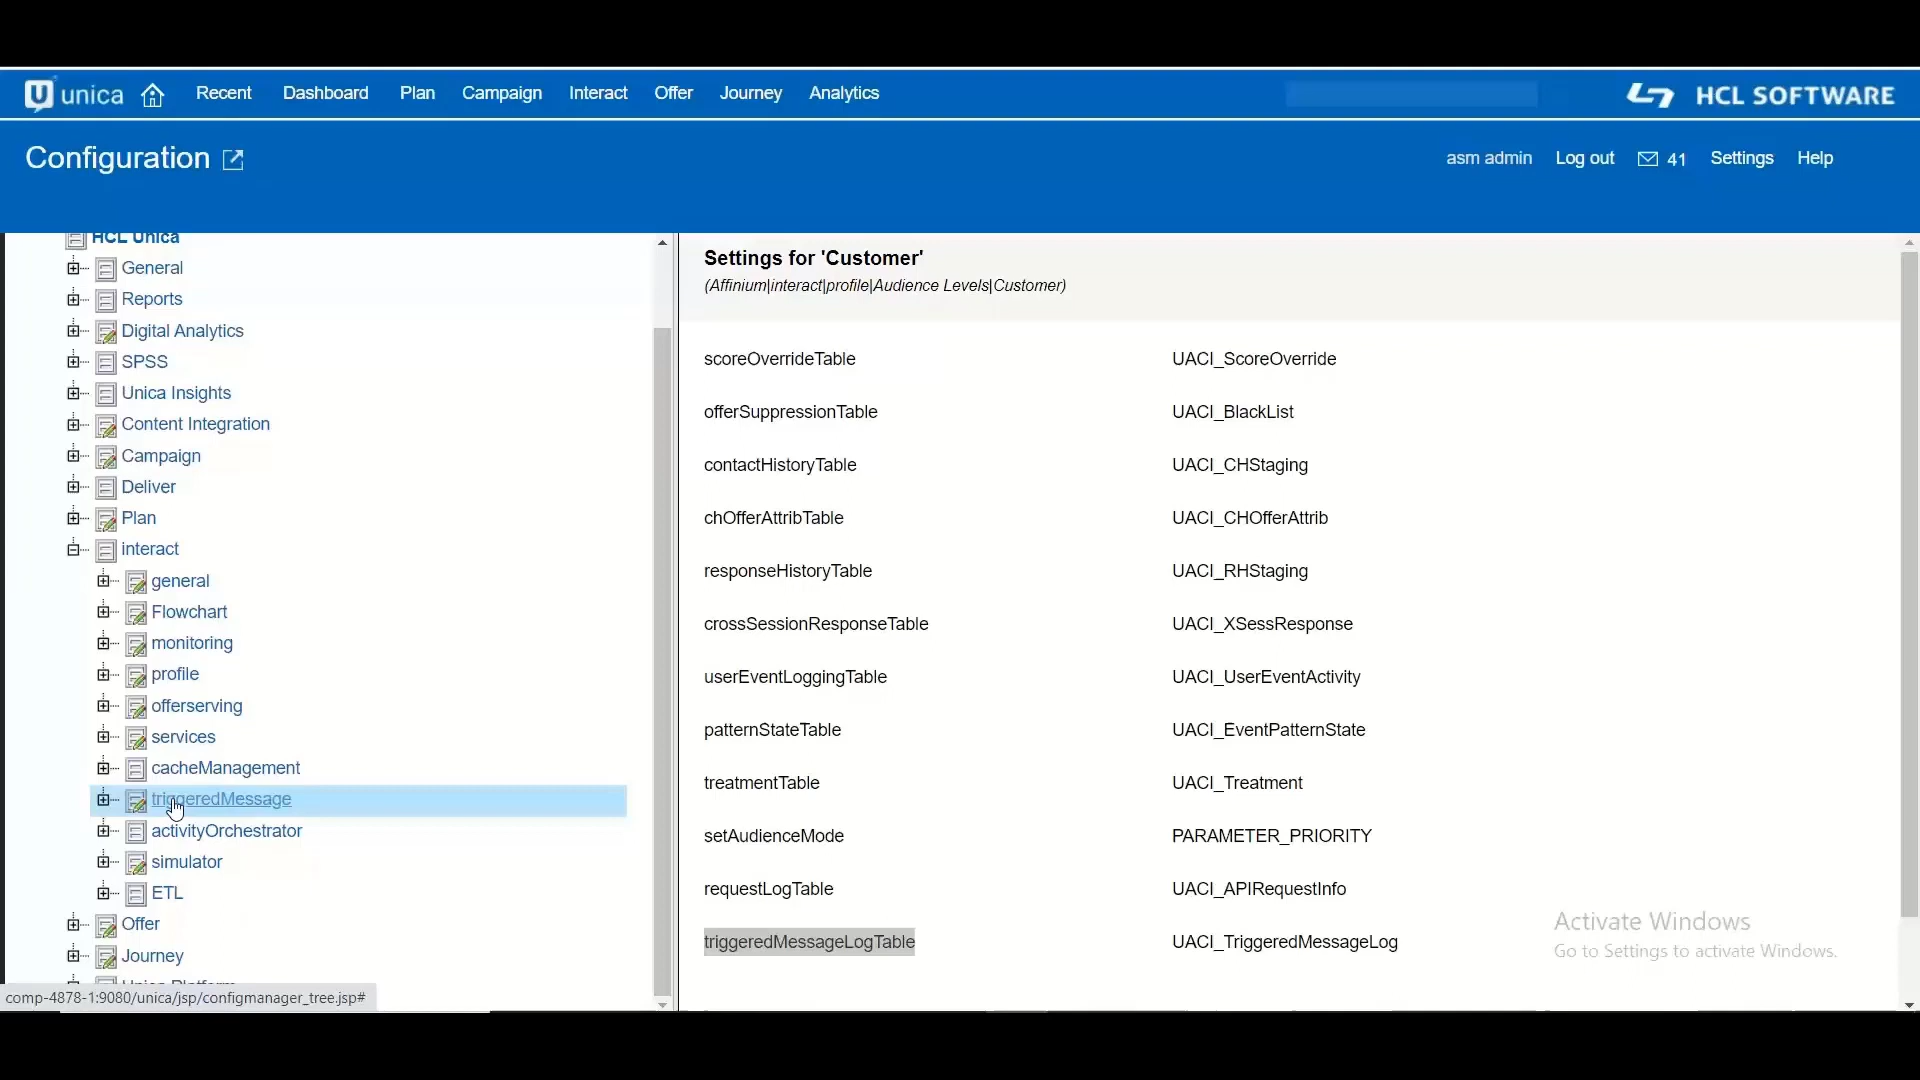 unica
Recent
Dashboard
Plan
Campaign
Interact
Offer
Journey
Analytics
HCL SOFTWARE
Configuration
asm admin
Log out
41
Settings
Help
HCL Unica
General
Reports
Digital Analytics
SPSS
Unica Insights
Content Integration
Campaign
Deliver
Plan
interact
general
Flowchart
monitoring
profile
offerserving
services
cacheManagement
triggeredMessage
activityOrchestrator
simulator
ETL
Offer
Journey
Unica Platform
comp-4878-1:9080/unica/jsp/configmanager_tree.jsp#
Settings for 'Customer'
(Affinium|interact|profile|Audience Levels|Customer)
scoreOverrideTable UACI_ScoreOverride
offerSuppressionTable UACI_BlackList
contactHistoryTable UACI_CHStaging
chOfferAttribTable UACI_CHOfferAttrib
responseHistoryTable UACI_RHStaging
crossSessionResponseTable UACI_XSessResponse
userEventLoggingTable UACI_UserEventActivity
patternStateTable UACI_EventPatternState
treatmentTable UACI_Treatment
setAudienceMode PARAMETER_PRIORITY
requestLogTable UACI_APIRequestInfo
triggeredMessageLogTable UACI_TriggeredMessageLog
Activate Windows
Go to Settings to activate Windows.